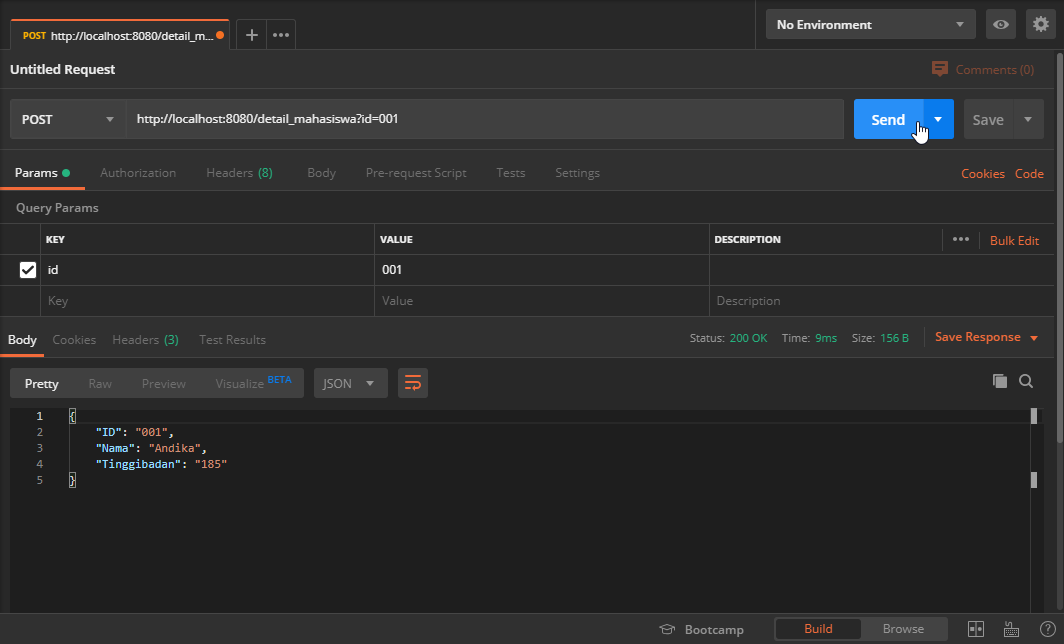 POST http://localhost:8080/detail_m...
No Environment
Untitled Request
Comments (0)
POST http://localhost:8080/detail_mahasiswa?id=001 Send Save
Params Authorization Headers (8) Body Pre-request Script Tests Settings Cookies Code
Query Params
KEY VALUE DESCRIPTION ••• Bulk Edit
id 001
Key Value Description
Body Cookies Headers (3) Test Results Status: 200 OK Time: 9ms Size: 156 B Save Response
Pretty Raw Preview Visualize BETA JSON
1 {
2 "ID": "001",
3 "Nama": "Andika",
4 "Tinggibadan": "185"
5 }
Bootcamp Build Browse